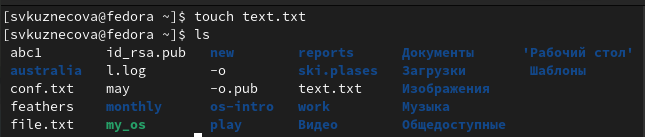 [svkuznecova@fedora ~]$ touch text.txt
[svkuznecova@fedora ~]$ ls
abc1 id_rsa.pub new reports Документы 'Рабочий стол'
australia l.log -o ski.plases Загрузки Шаблоны
conf.txt may -o.pub text.txt Изображения
feathers monthly os-intro work Музыка
file.txt my_os play Видео Общедоступные